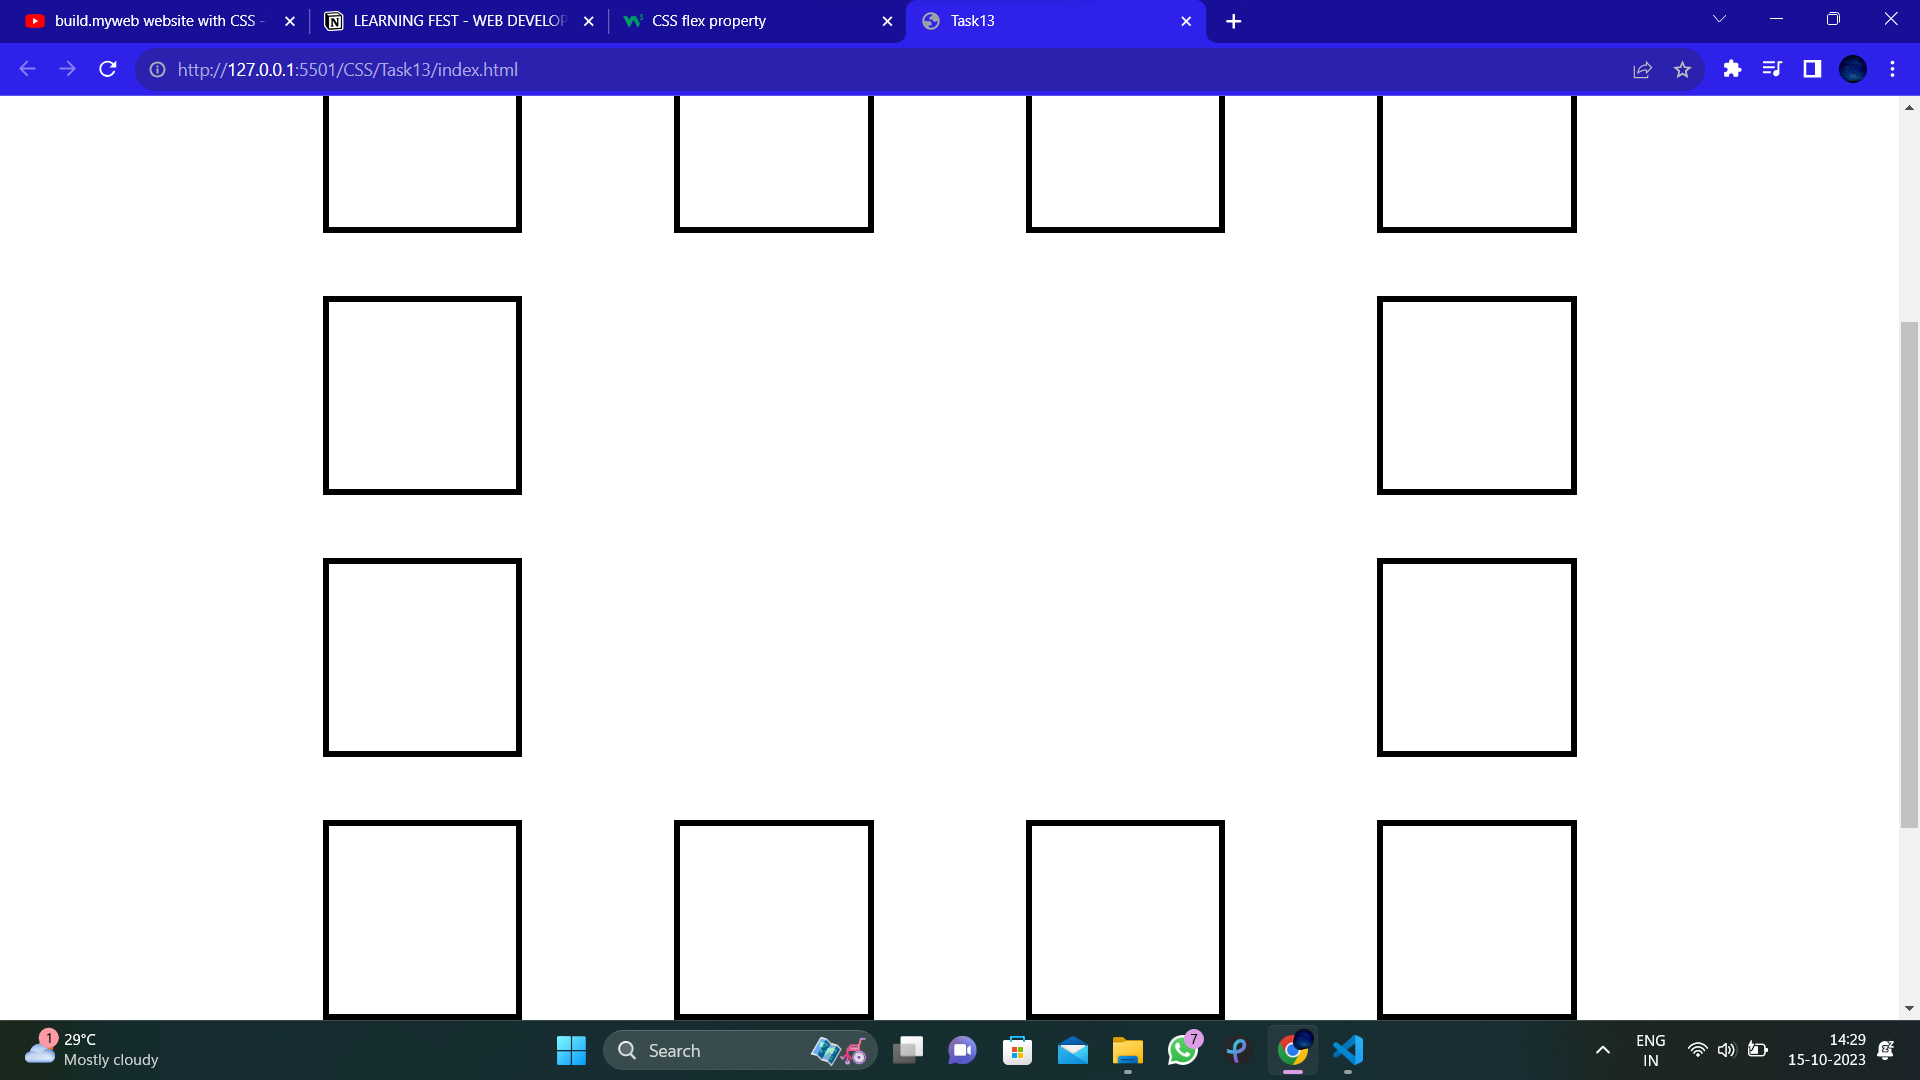 build.myweb website with CSS -
LEARNING FEST - WEB DEVELOP
CSS flex property
Task13
http://127.0.0.1:5501/CSS/Task13/index.html
1
29°C
Mostly cloudy
Search
7
ENG
IN
14:29
15-10-2023